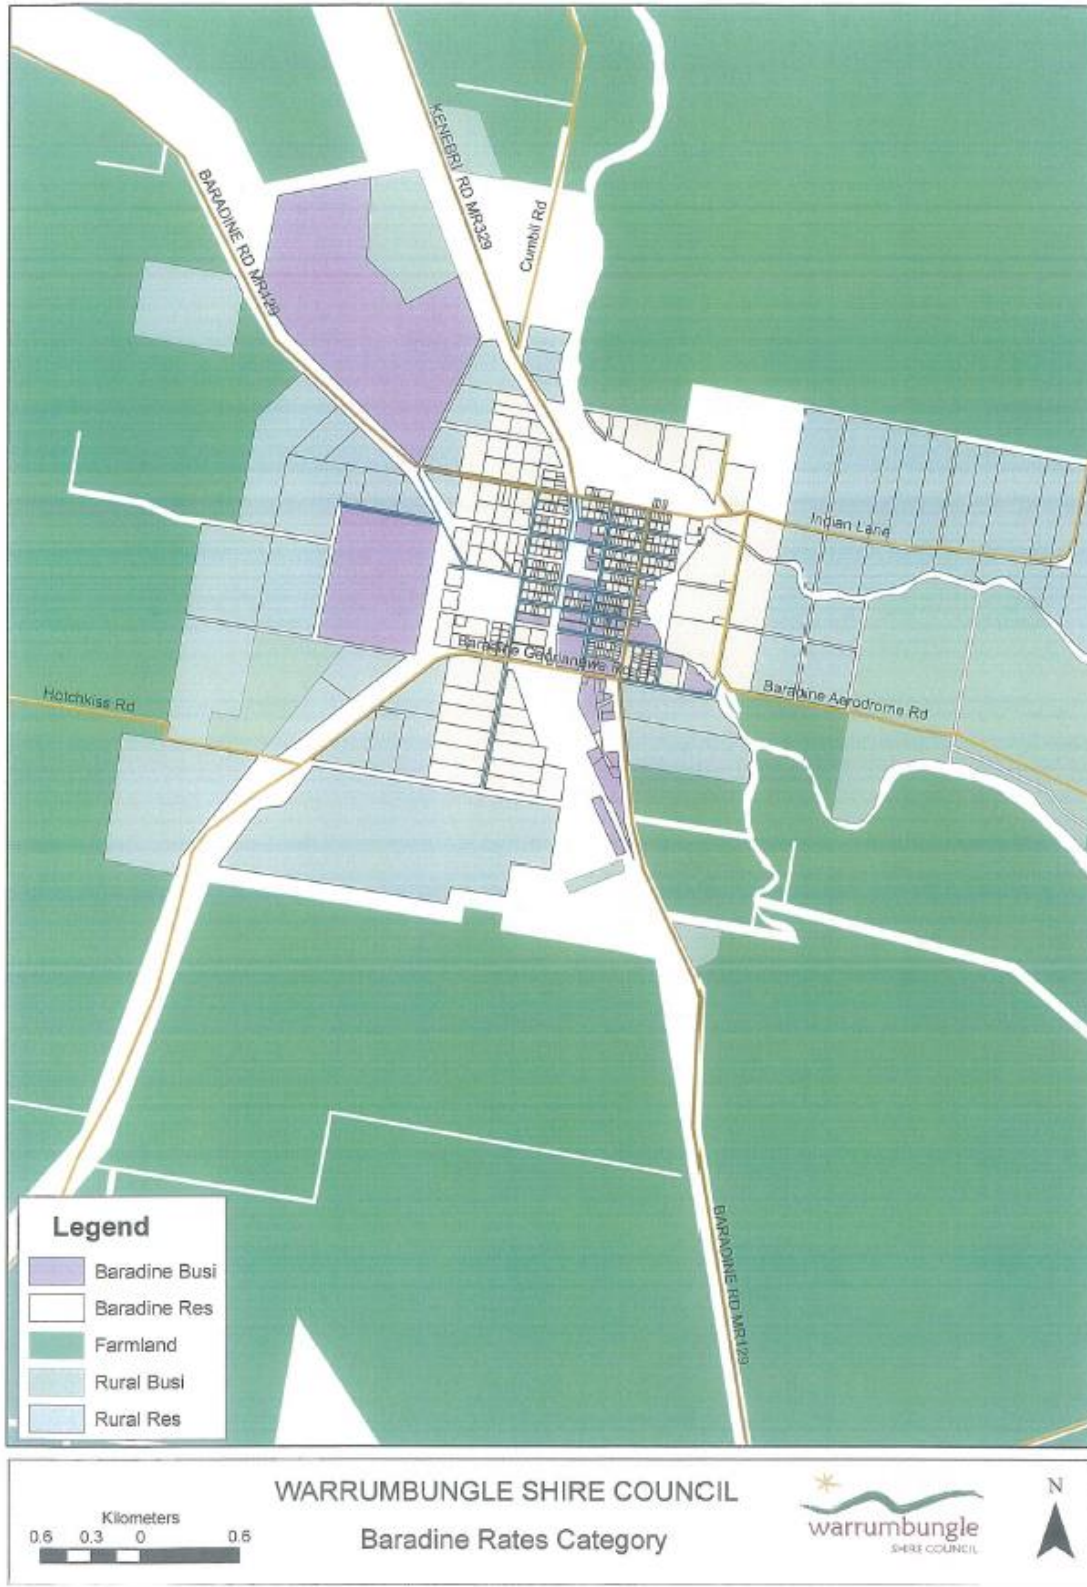 KENEBRI RD MR329
BARADINE RD MR129
Cumbil Rd
Indian Lane
Baradine
Hotchkiss Rd
Baradine Aerodrome Rd
BARADINE RD MR129
Legend
Baradine Busi
Baradine Res
Farmland
Rural Busi
Rural Res
WARRUMBUNGLE SHIRE COUNCIL
Baradine Rates Category
Kilometers
0.6 0.3 0 0.6
warrumbungle
SHIRE COUNCIL
N